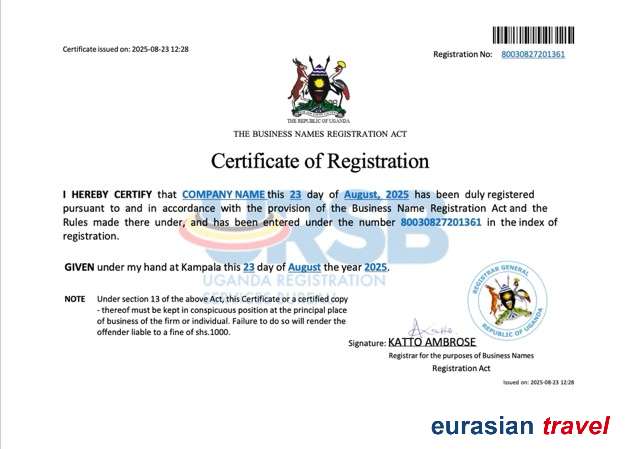 Certificate issued on: 2025-08-23 12:28
Registration No: 80030827201361
THE REPUBLIC OF UGANDA
THE BUSINESS NAMES REGISTRATION ACT
Certificate of Registration
I HEREBY CERTIFY that COMPANY NAME this 23 day of August, 2025 has been duly registered
pursuant to and in accordance with the provision of the Business Name Registration Act and the
Rules made there under, and has been entered under the number 80030827201361 in the index of
registration.
URSB
UGANDA REGISTRATION
GIVEN under my hand at Kampala this 23 day of August the year 2025.
NOTE Under section 13 of the above Act, this Certificate or a certified copy
- thereof must be kept in conspicuous position at the principal place
of business of the firm or individual. Failure to do so will render the
offender liable to a fine of shs.1000.
REGISTRAR GENERAL
REPUBLIC OF UGANDA
Signature: KATTO AMBROSE
Registrar for the purposes of Business Names
Registration Act
Issued on: 2025-08-23 12:28
eurasian travel